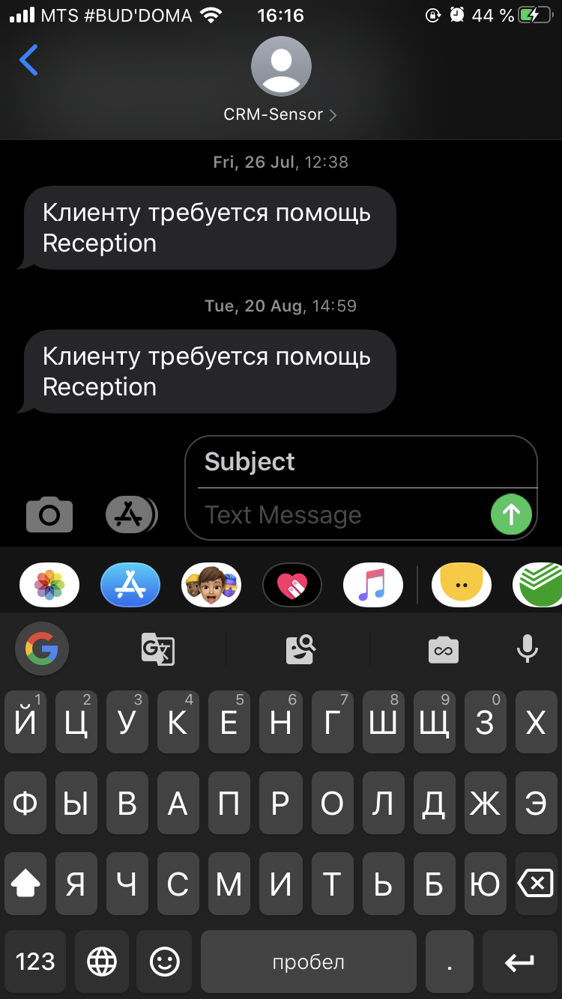 MTS #BUD'DOMA 16:16 44 %
CRM-Sensor
Fri, 26 Jul, 12:38
Клиенту требуется помощь
Reception
Tue, 20 Aug, 14:59
Клиенту требуется помощь
Reception
Subject
Text Message
1 2 3 4 5 6 7 8 9 0
Й Ц У К Е Н Г Ш Щ З Х
Ф Ы В А П Р О Л Д Ж Э
Я Ч С М И Т Ь Б Ю
123 пробел .